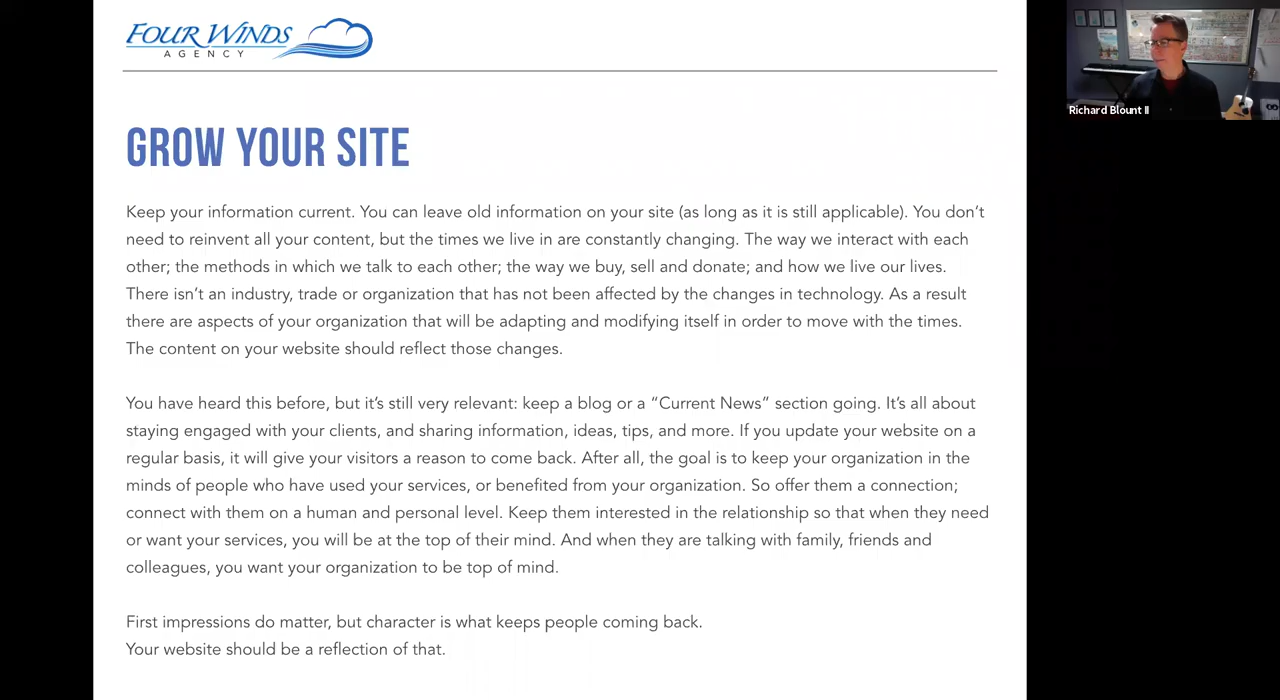 FOUR WINDS
AGENCY
GROW YOUR SITE
Keep your information current. You can leave old information on your site (as long as it is still applicable). You don’t
need to reinvent all your content, but the times we live in are constantly changing. The way we interact with each
other; the methods in which we talk to each other; the way we buy, sell and donate; and how we live our lives.
There isn’t an industry, trade or organization that has not been affected by the changes in technology. As a result
there are aspects of your organization that will be adapting and modifying itself in order to move with the times.
The content on your website should reflect those changes.
You have heard this before, but it’s still very relevant: keep a blog or a “Current News” section going. It’s all about
staying engaged with your clients, and sharing information, ideas, tips, and more. If you update your website on a
regular basis, it will give your visitors a reason to come back. After all, the goal is to keep your organization in the
minds of people who have used your services, or benefited from your organization. So offer them a connection;
connect with them on a human and personal level. Keep them interested in the relationship so that when they need
or want your services, you will be at the top of their mind. And when they are talking with family, friends and
colleagues, you want your organization to be top of mind.
First impressions do matter, but character is what keeps people coming back.
Your website should be a reflection of that.
Richard Blount II